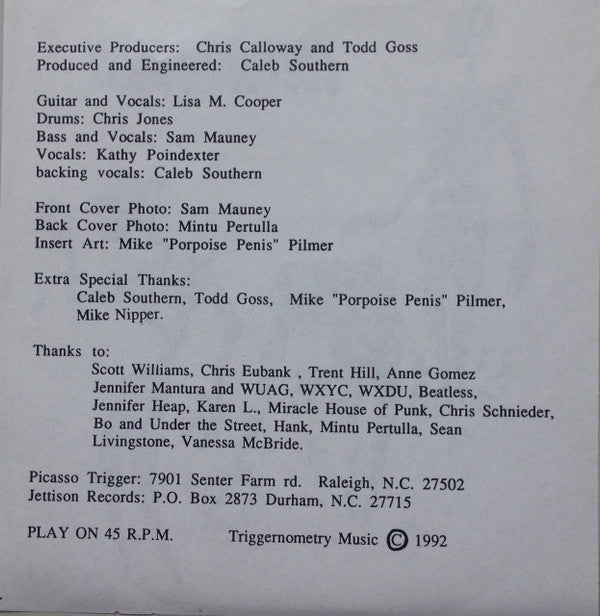 Executive Producers: Chris Calloway and Todd Goss
Produced and Engineered: Caleb Southern
Guitar and Vocals: Lisa M. Cooper
Drums: Chris Jones
Bass and Vocals: Sam Mauney
Vocals: Kathy Poindexter
backing vocals: Caleb Southern
Front Cover Photo: Sam Mauney
Back Cover Photo: Mintu Pertulla
Insert Art: Mike "Porpoise Penis" Pilmer
Extra Special Thanks:
Caleb Southern, Todd Goss, Mike "Porpoise Penis" Pilmer,
Mike Nipper.
Thanks to:
Scott Williams, Chris Eubank , Trent Hill, Anne Gomez
Jennifer Mantura and WUAG, WXYC, WXDU, Beatless,
Jennifer Heap, Karen L., Miracle House of Punk, Chris Schnieder,
Bo and Under the Street, Hank, Mintu Pertulla, Sean
Livingstone, Vanessa McBride.
Picasso Trigger: 7901 Senter Farm rd. Raleigh, N.C. 27502
Jettison Records: P.O. Box 2873 Durham, N.C. 27715
PLAY ON 45 R.P.M. Triggernometry Music © 1992